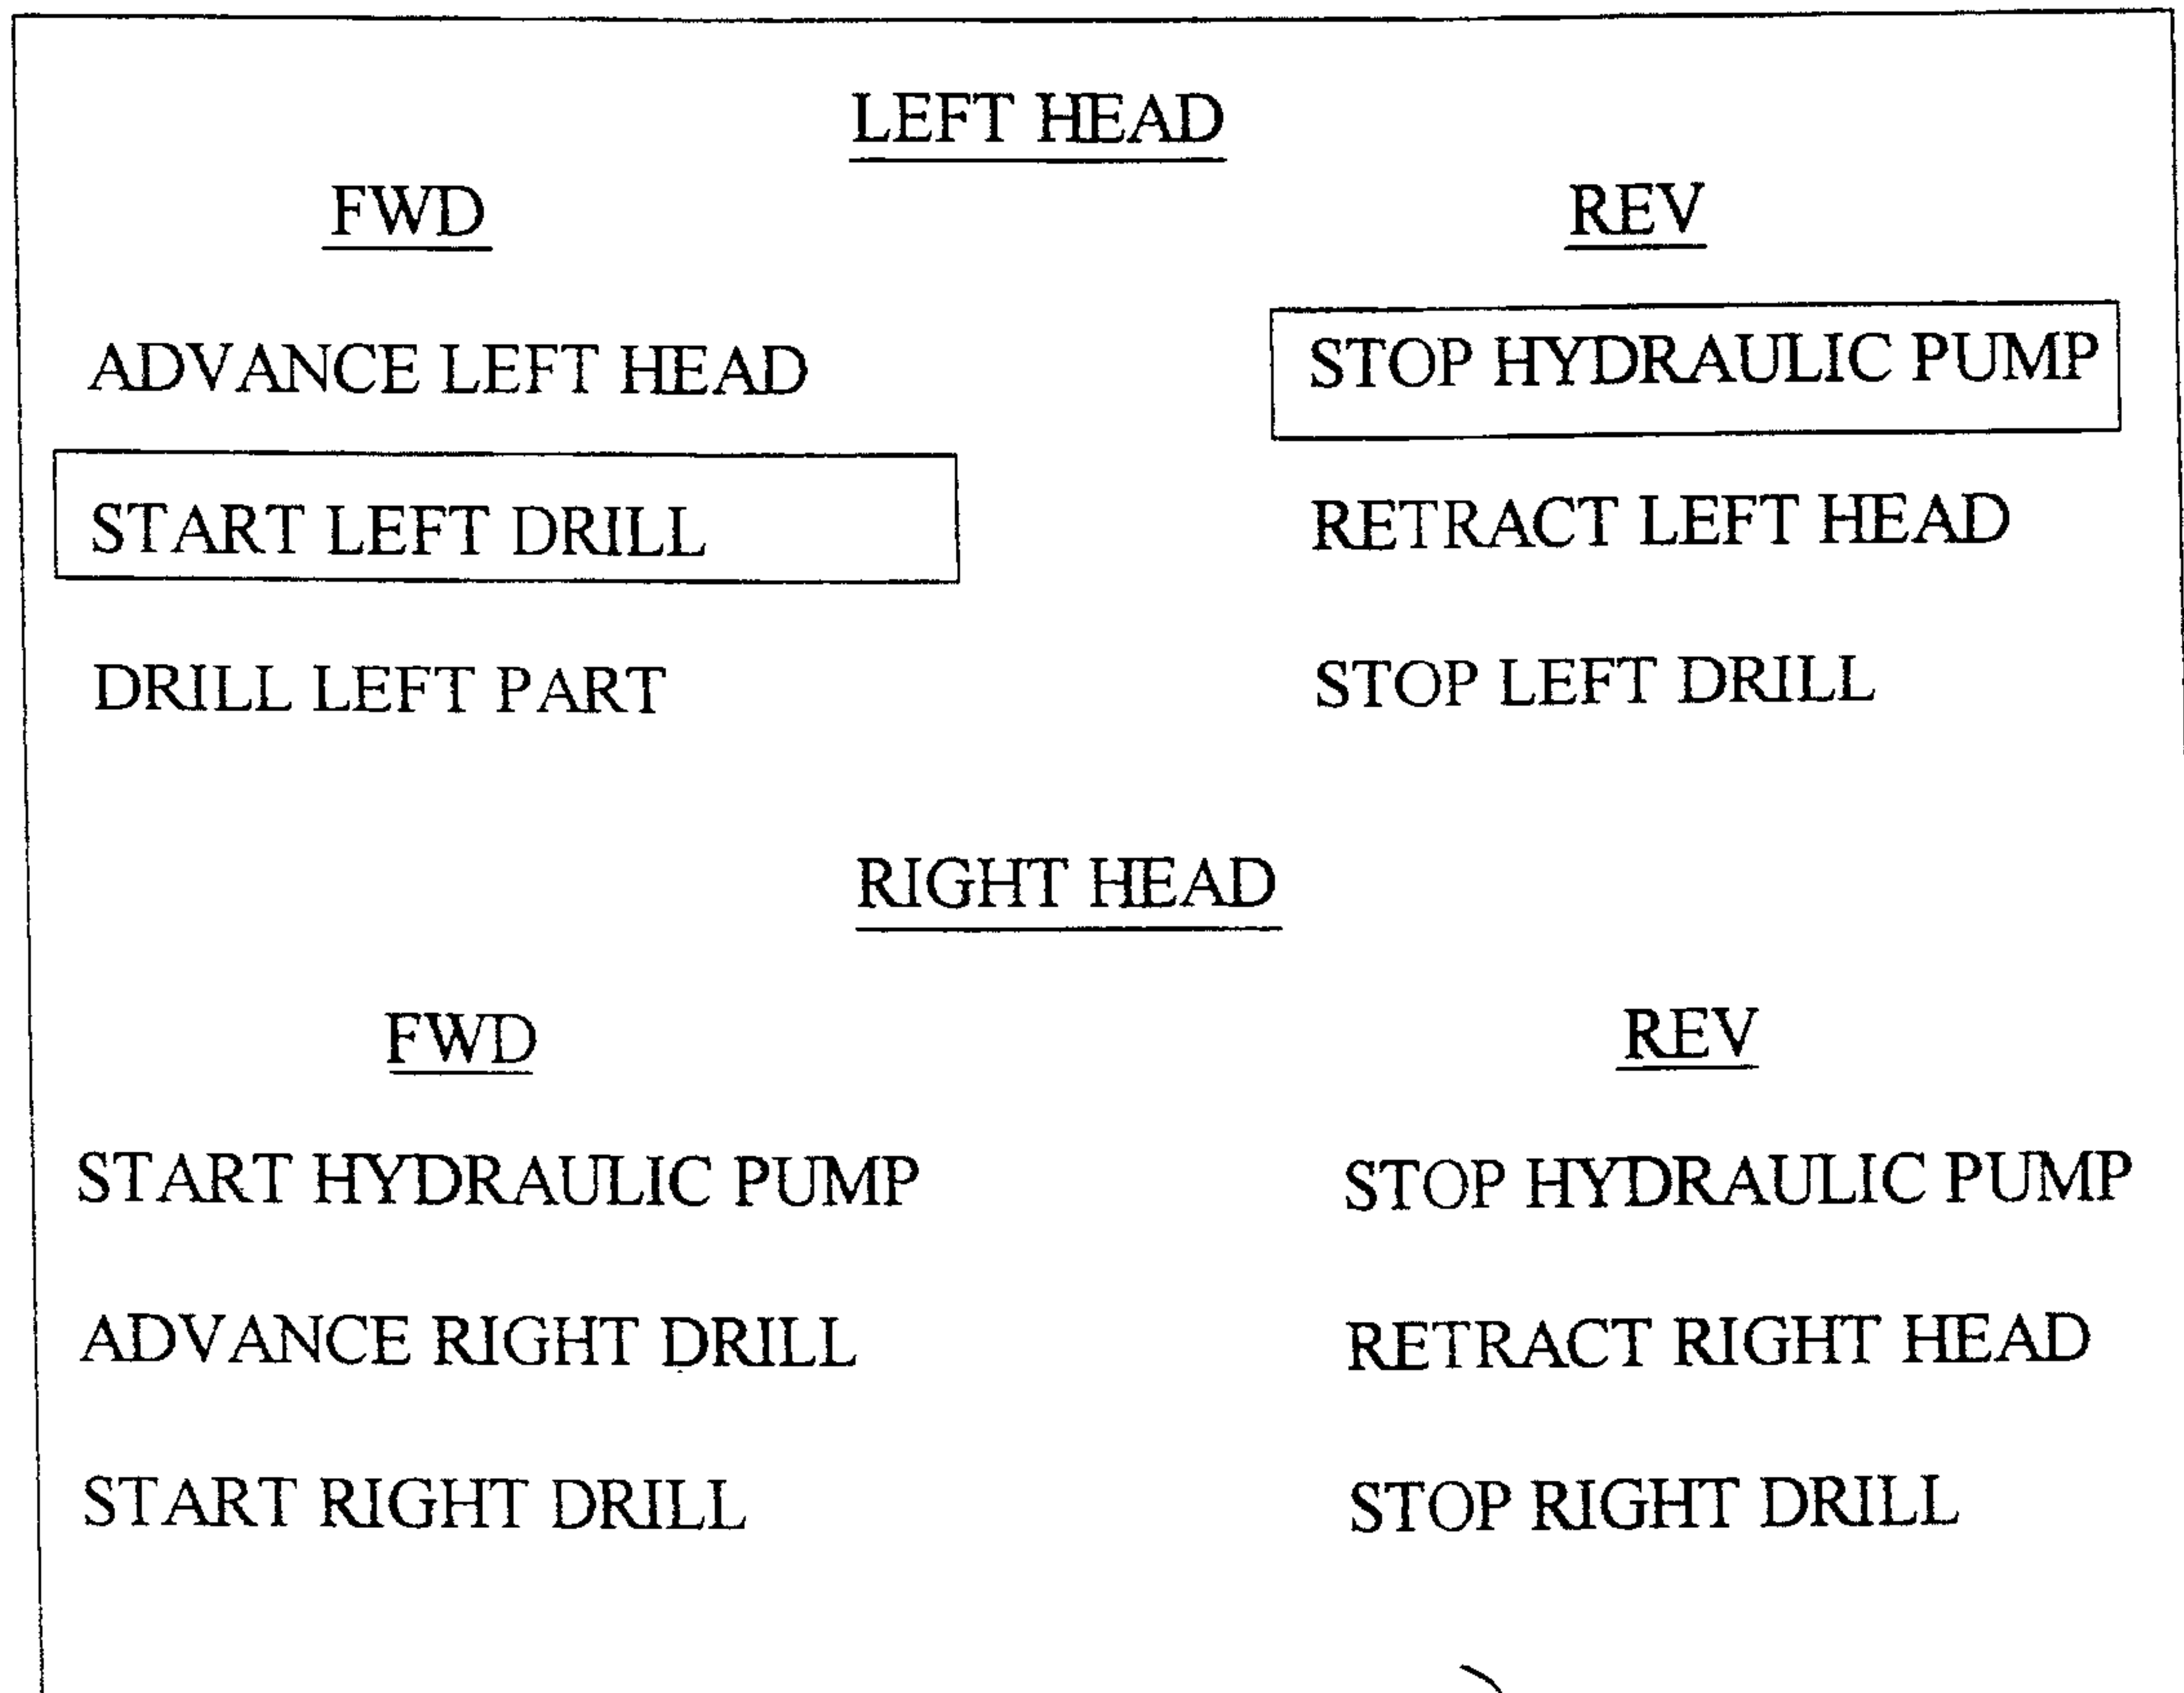 LEFT HEAD
FWD REV
ADVANCE LEFT HEAD STOP HYDRAULIC PUMP
START LEFT DRILL RETRACT LEFT HEAD
DRILL LEFT PART STOP LEFT DRILL
RIGHT HEAD
FWD REV
START HYDRAULIC PUMP STOP HYDRAULIC PUMP
ADVANCE RIGHT DRILL RETRACT RIGHT HEAD
START RIGHT DRILL STOP RIGHT DRILL